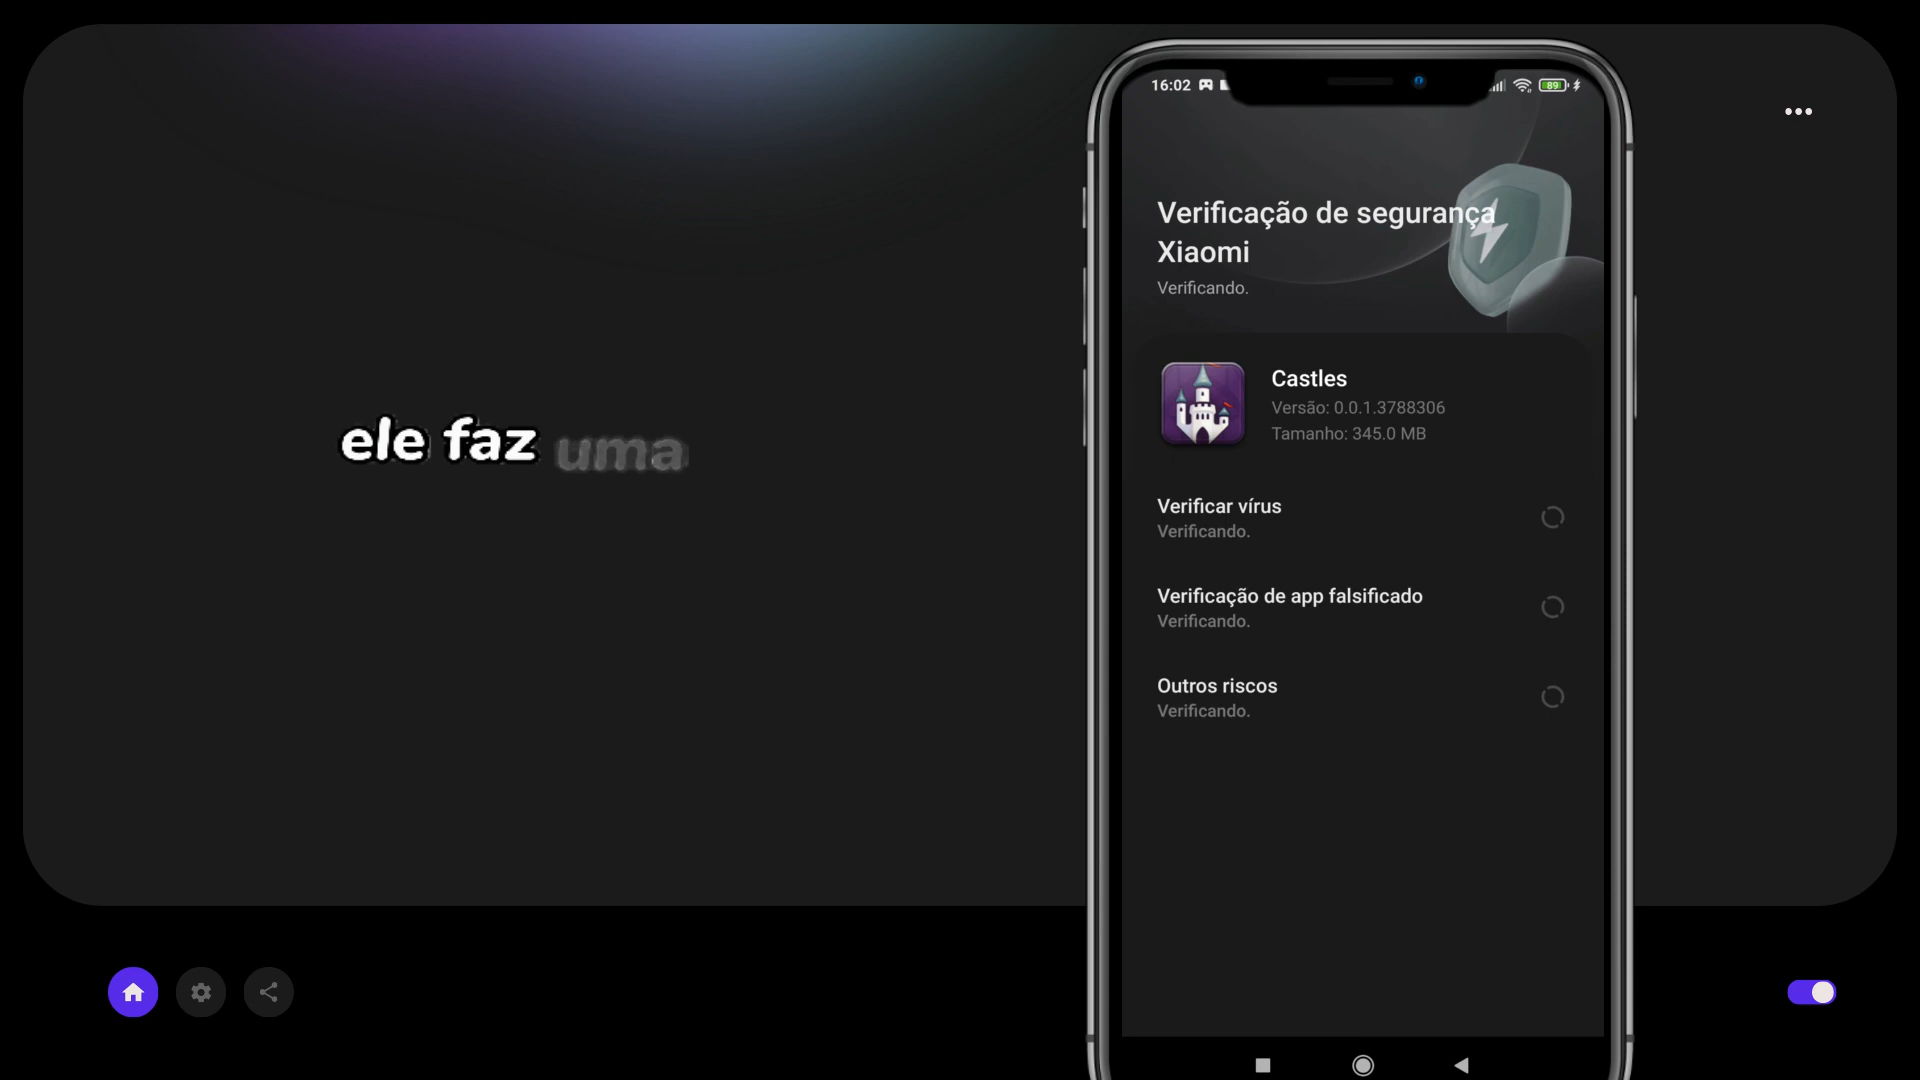 ele faz uma
16:02
89
Verificação de segurança
Xiaomi
Verificando.
Castles
Versão: 0.0.1.3788306
Tamanho: 345.0 MB
Verificar vírus
Verificando.
Verificação de app falsificado
Verificando.
Outros riscos
Verificando.